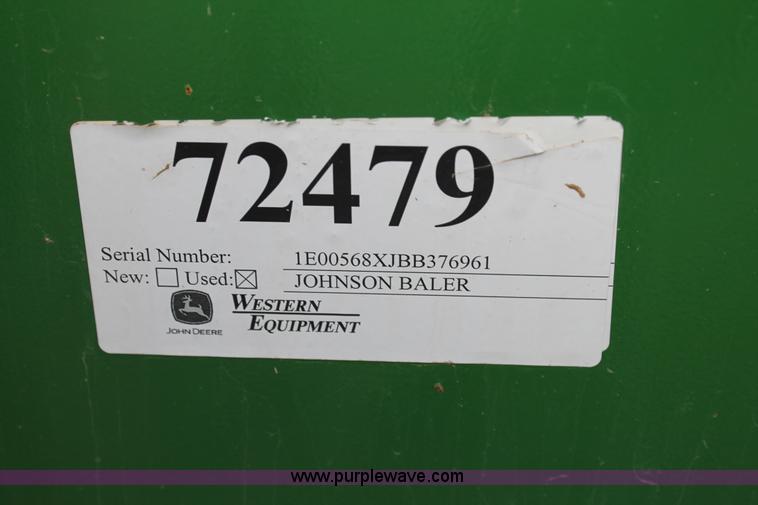 72479
Serial Number: 1E00568XJBB376961
New: Used: JOHNSON BALER
JOHN DEERE WESTERN EQUIPMENT
www.purplewave.com